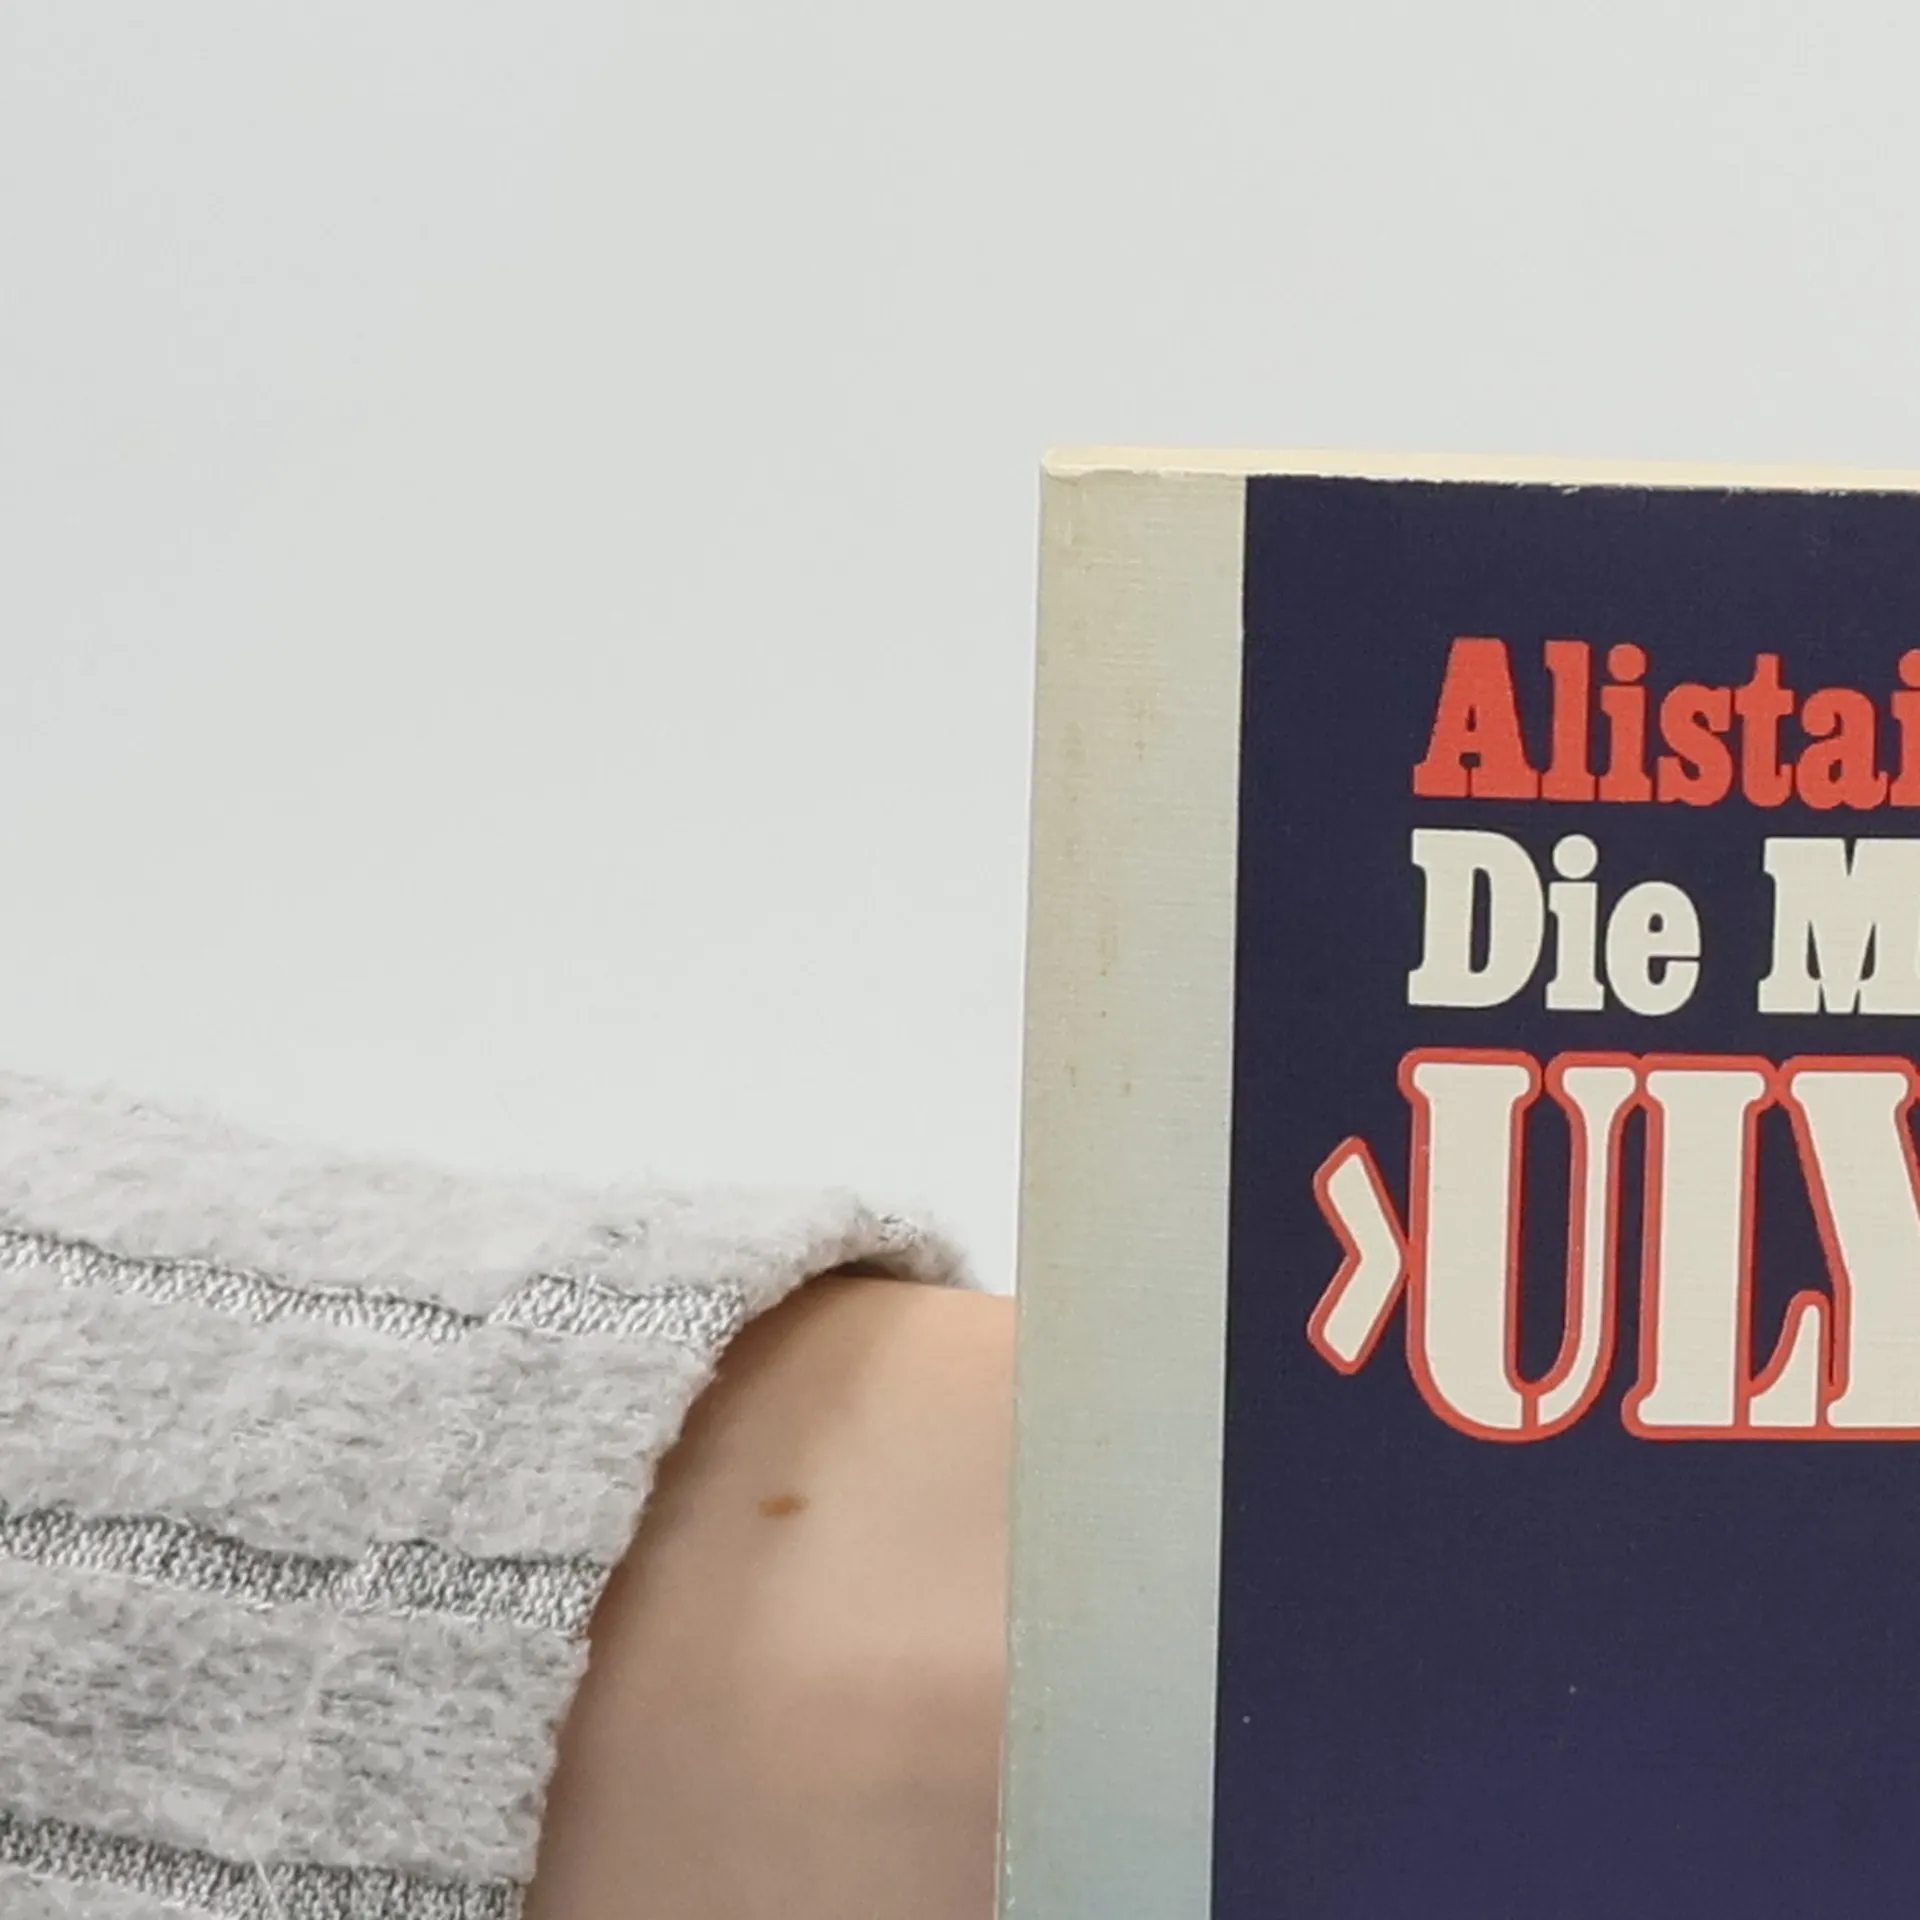 Alistai
Die M
›ULY